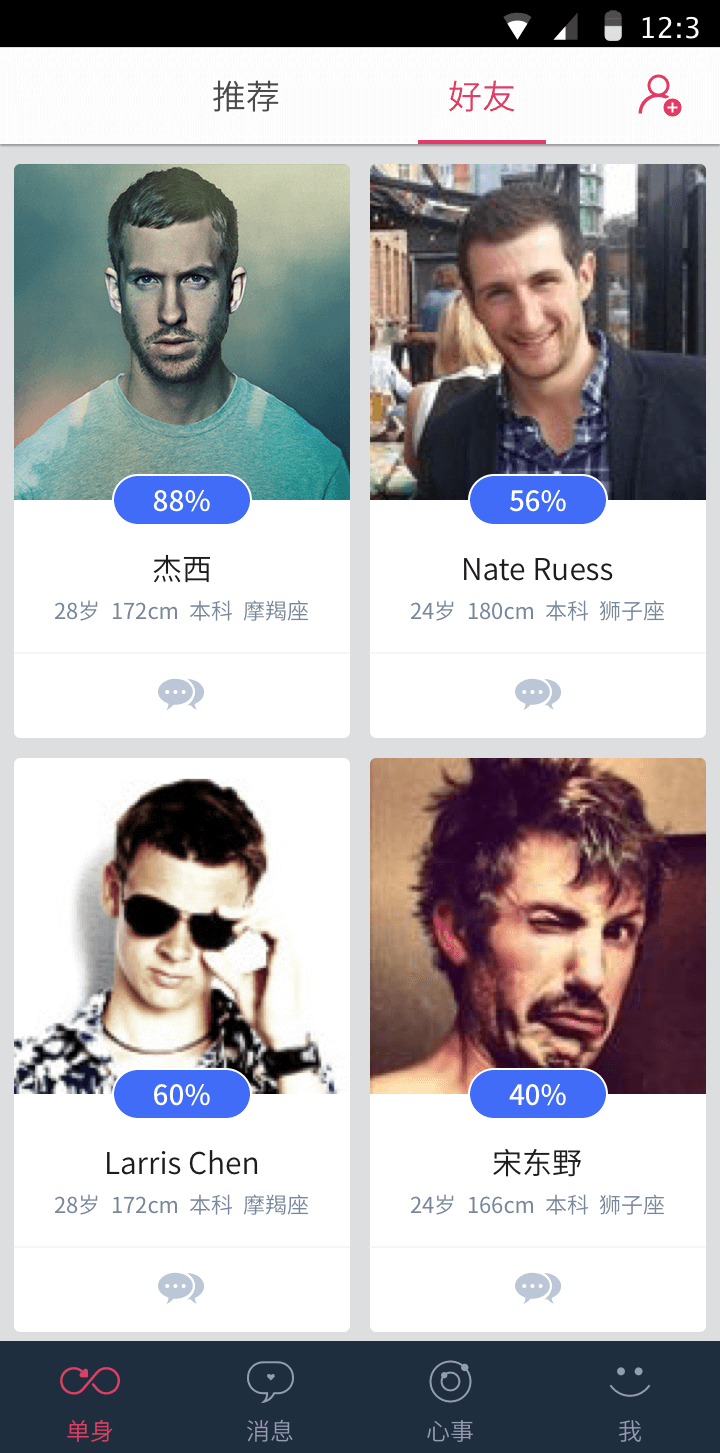 12:3
推荐 好友
88%
杰西
28岁 172cm 本科 摩羯座
56%
Nate Ruess
24岁 180cm 本科 狮子座
60%
Larris Chen
28岁 172cm 本科 摩羯座
40%
宋东野
24岁 166cm 本科 狮子座
单身 消息 心事 我